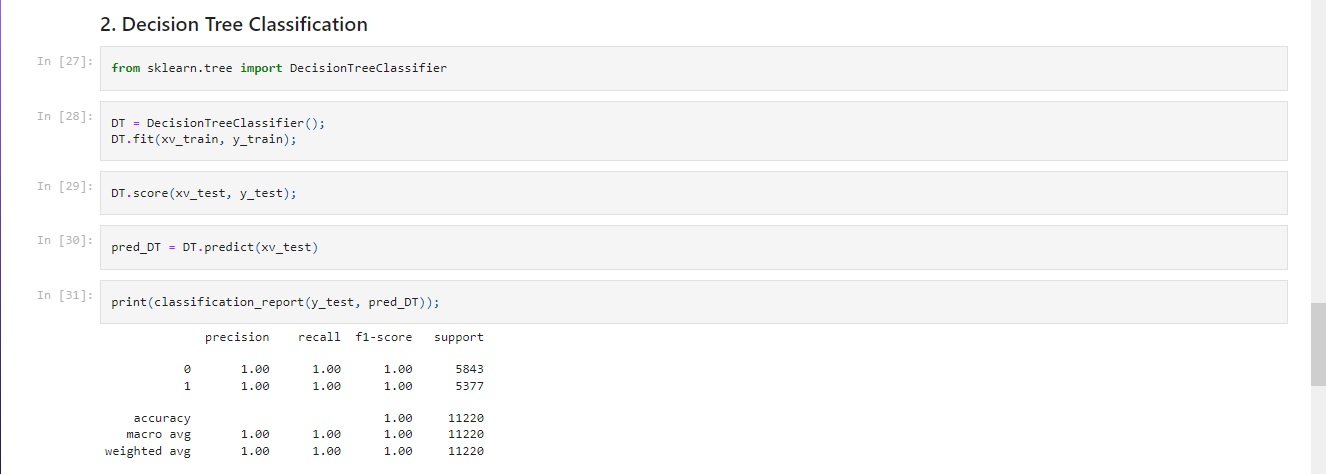 2. Decision Tree Classification
In [27]: from sklearn.tree import DecisionTreeClassifier
In [28]: DT = DecisionTreeClassifier();
DT.fit(xv_train, y_train);
In [29]: DT.score(xv_test, y_test);
In [30]: pred_DT = DT.predict(xv_test)
In [31]: print(classification_report(y_test, pred_DT));
precision recall f1-score support
0 1.00 1.00 1.00 5843
1 1.00 1.00 1.00 5377
accuracy 1.00 11220
macro avg 1.00 1.00 1.00 11220
weighted avg 1.00 1.00 1.00 11220